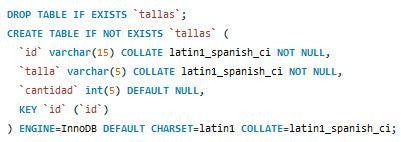 DROP TABLE IF EXISTS `tallas`;
CREATE TABLE IF NOT EXISTS `tallas` (
  `id` varchar(15) COLLATE latin1_spanish_ci NOT NULL,
  `talla` varchar(5) COLLATE latin1_spanish_ci NOT NULL,
  `cantidad` int(5) DEFAULT NULL,
  KEY `id` (`id`)
) ENGINE=InnoDB DEFAULT CHARSET=latin1 COLLATE=latin1_spanish_ci;